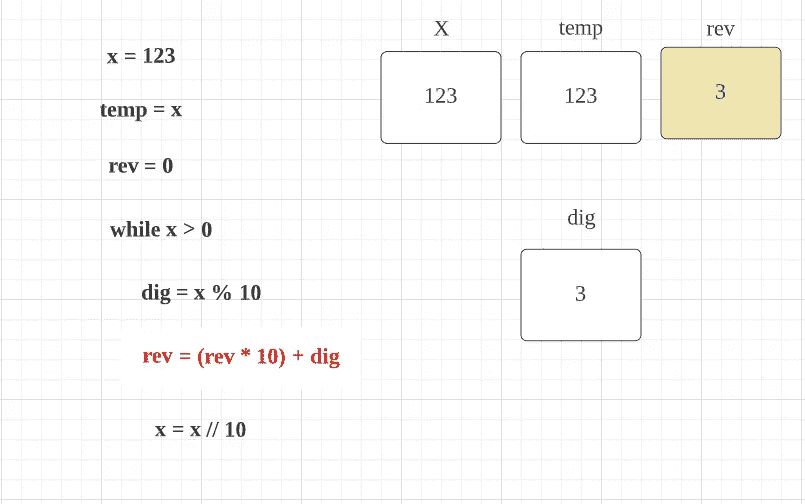 x = 123
temp = x
rev = 0
while x > 0
dig = x % 10
rev = (rev * 10) + dig
x = x // 10
X temp rev
123 123 3
dig
3